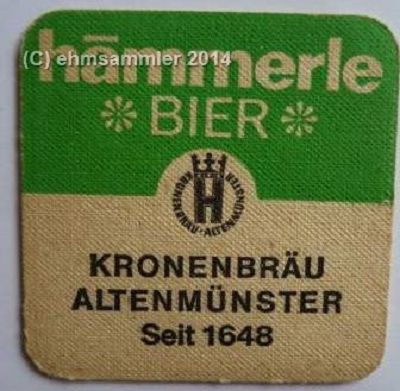 (C) ehmsammler 2014
hämmerle
BIER
KRONENBRÄU-ALTENMÜNSTER
H
KRONENBRÄU
ALTENMÜNSTER
Seit 1648